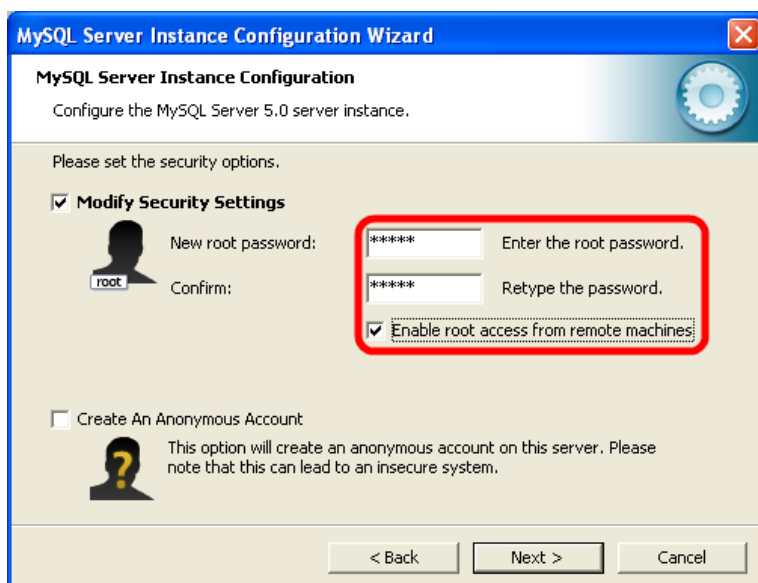 MySQL Server Instance Configuration Wizard
MySQL Server Instance Configuration
Configure the MySQL Server 5.0 server instance.
Please set the security options.
Modify Security Settings
root
New root password: ***** Enter the root password.
Confirm: ***** Retype the password.
Enable root access from remote machines
Create An Anonymous Account
?
This option will create an anonymous account on this server. Please
note that this can lead to an insecure system.
< Back Next > Cancel